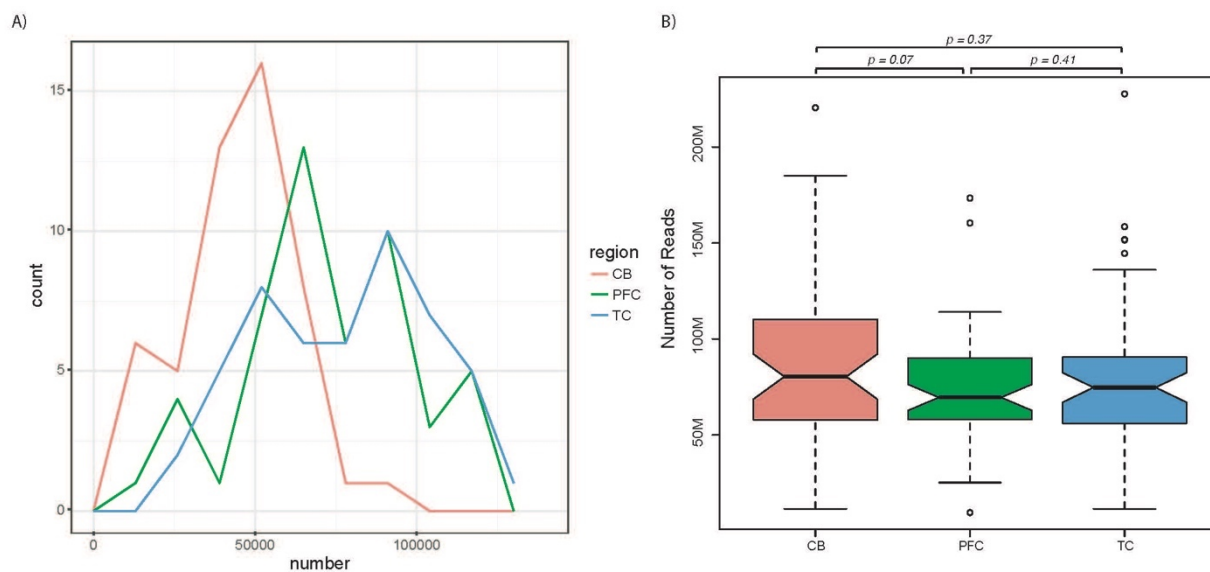 A)
count
15
10
5
0
0
50000
100000
number
region
CB
PFC
TC
B)
p = 0.37
p = 0.07
p = 0.41
Number of Reads
200M
150M
100M
50M
CB
PFC
TC